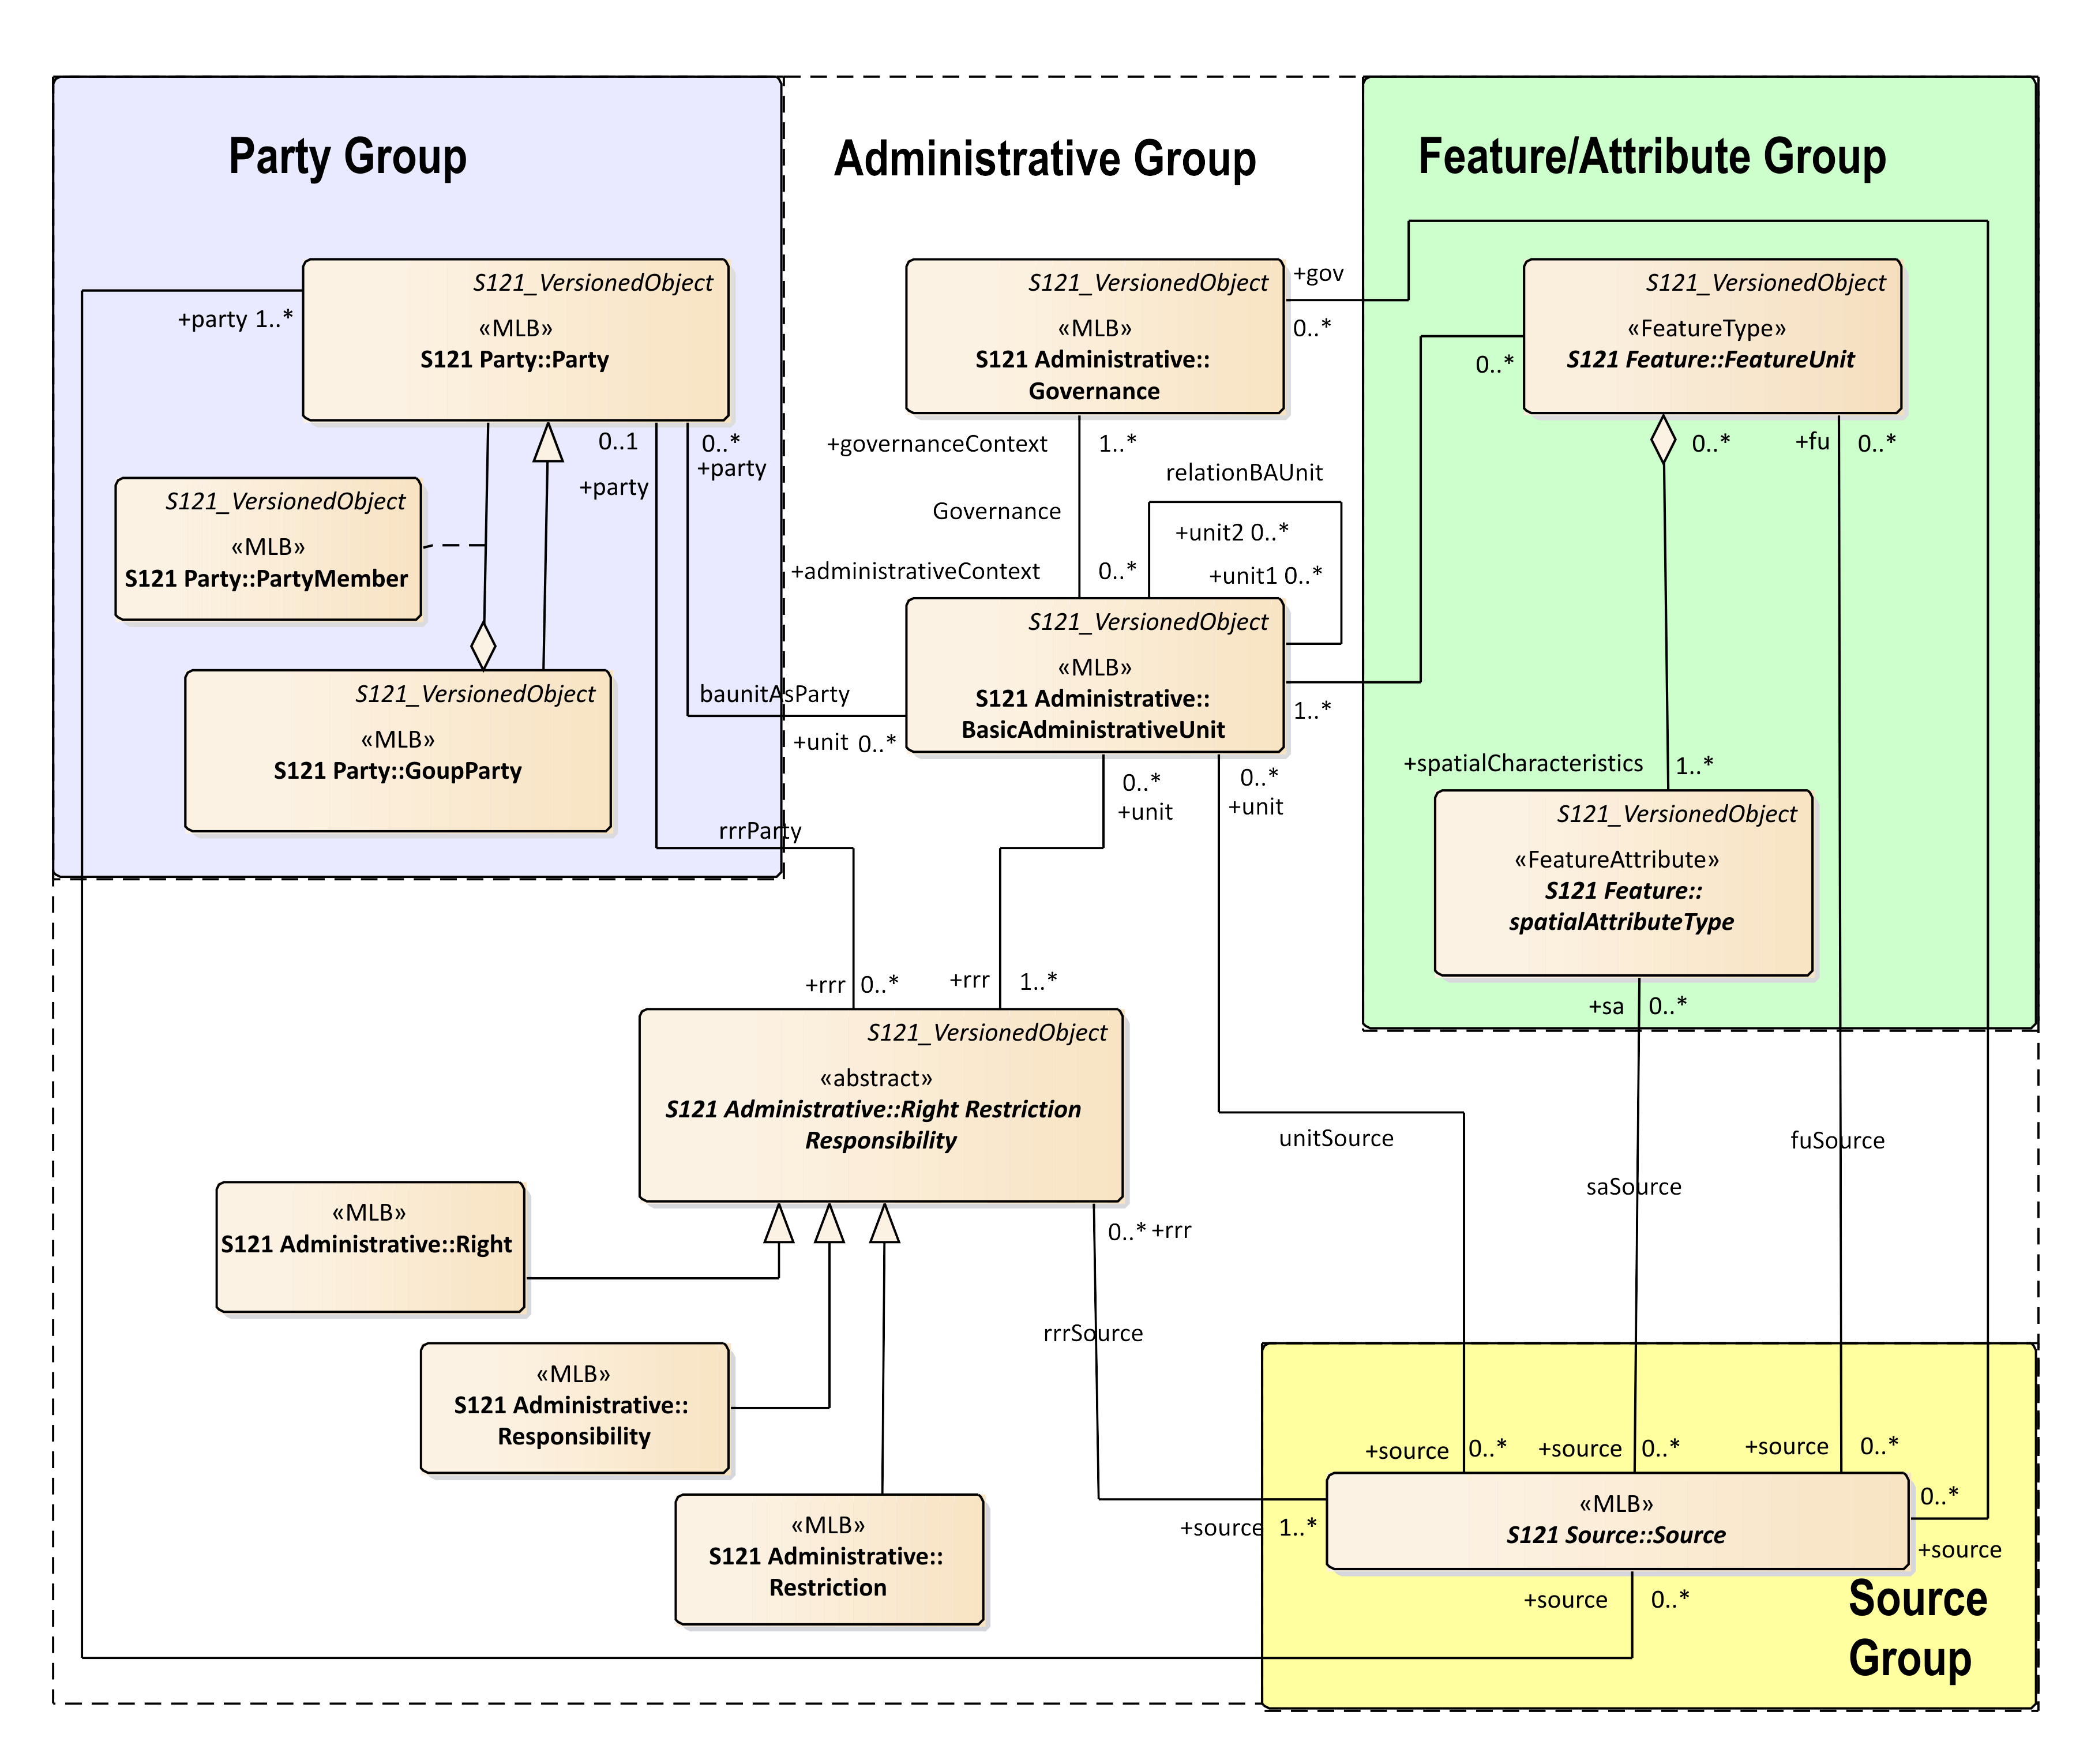 Party Group
Administrative Group
Feature/Attribute Group
S121_VersionedObject
«MLB»
S121 Party::Party
+party 1..*
0..1
+party
0..*
+party
S121_VersionedObject
«MLB»
S121 Party::PartyMember
S121_VersionedObject
«MLB»
S121 Party::GoupParty
S121_VersionedObject
«MLB»
S121 Administrative::
Governance
+gov
0..*
+governanceContext
1..*
Governance
+administrativeContext
0..*
relationBAUnit
+unit2 0..*
+unit1 0..*
S121_VersionedObject
«MLB»
S121 Administrative::
BasicAdministrativeUnit
baunitAsParty
+unit 0..*
1..*
rrrParty
0..*
+unit
0..*
+unit
S121_VersionedObject
«FeatureType»
S121 Feature::FeatureUnit
0..*
0..*
+fu
0..*
+spatialCharacteristics
1..*
S121_VersionedObject
«FeatureAttribute»
S121 Feature::
spatialAttributeType
+sa
0..*
+rrr
0..*
+rrr
1..*
S121_VersionedObject
«abstract»
S121 Administrative::Right Restriction
Responsibility
0..* +rrr
unitSource
fuSource
saSource
rrrSource
«MLB»
S121 Administrative::Right
«MLB»
S121 Administrative::
Responsibility
«MLB»
S121 Administrative::
Restriction
+source
0..*
+source
0..*
+source
0..*
+source
1..*
«MLB»
S121 Source::Source
0..*
+source
+source
0..*
Source
Group